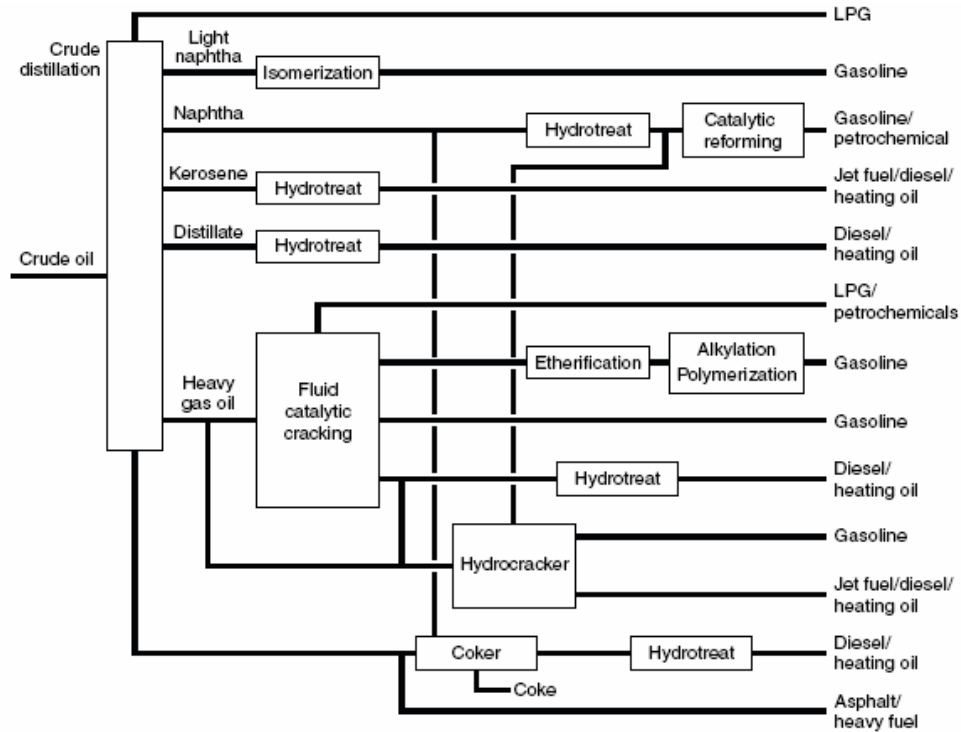 LPG
Crude
distillation
Light
naphtha
Isomerization
Gasoline
Naphtha
Hydrotreat
Catalytic
reforming
Gasoline/
petrochemical
Kerosene
Hydrotreat
Jet fuel/diesel/
heating oil
Distillate
Hydrotreat
Diesel/
heating oil
Crude oil
LPG/
petrochemicals
Etherification
Alkylation
Polymerization
Gasoline
Heavy
gas oil
Fluid
catalytic
cracking
Gasoline
Hydrotreat
Diesel/
heating oil
Hydrocracker
Gasoline
Jet fuel/diesel/
heating oil
Coker
Hydrotreat
Diesel/
heating oil
Coke
Asphalt/
heavy fuel